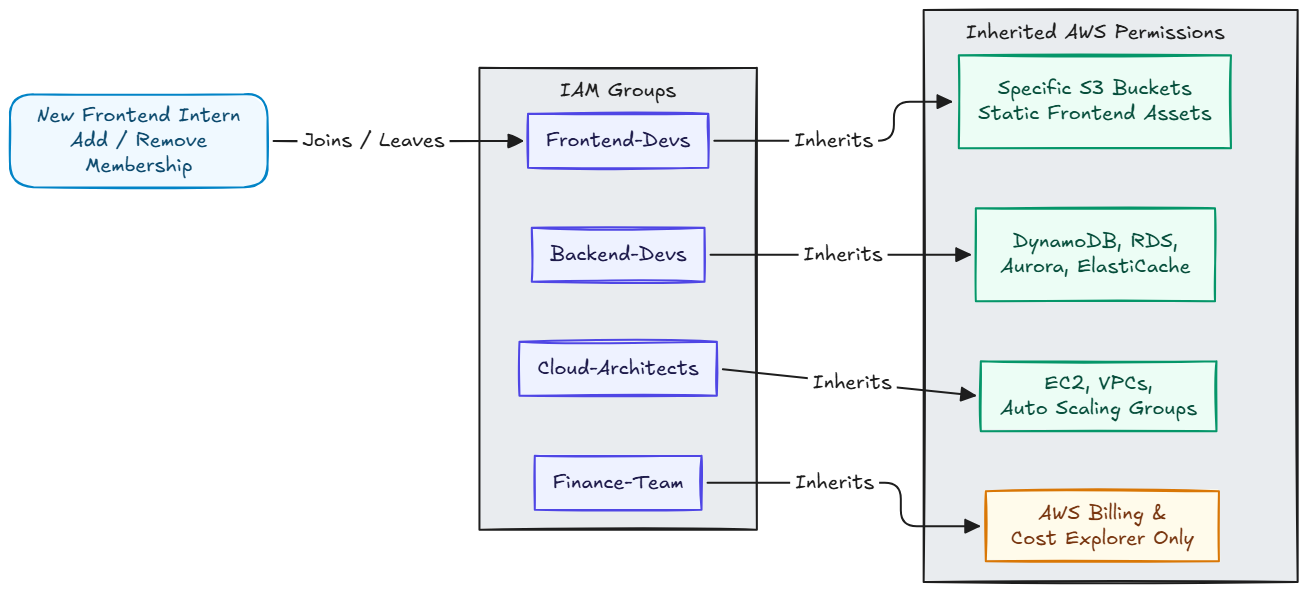 Inherited AWS Permissions
IAM Groups
New Frontend Intern
Add / Remove
Membership
Joins / Leaves
Frontend-Devs
Inherits
Specific S3 Buckets
Static Frontend Assets
Backend-Devs
Inherits
DynamoDB, RDS,
Aurora, ElastiCache
Cloud-Architects
Inherits
EC2, VPCs,
Auto Scaling Groups
Finance-Team
Inherits
AWS Billing &
Cost Explorer Only